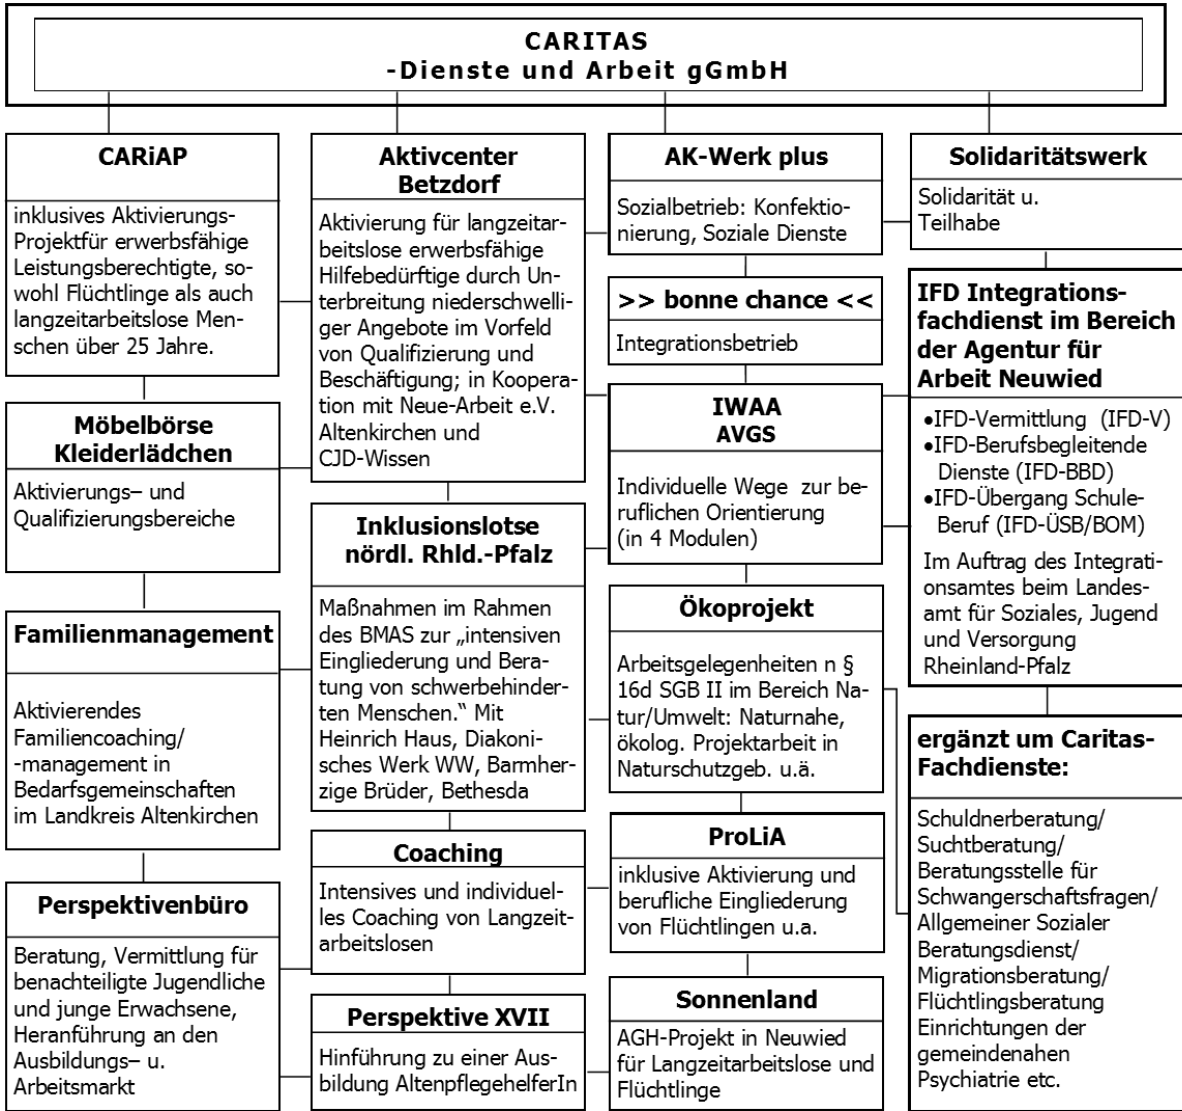 CARITAS
-Dienste und Arbeit gGmbH
CARiAP
inklusives Aktivierungs-
Projektfür erwerbsfähige
Leistungsberechtigte, so-
wohl Flüchtlinge als auch
langzeitarbeitslose Men-
schen über 25 Jahre.
Möbelbörse
Kleiderlädchen
Aktivierungs– und
Qualifizierungsbereiche
Familienmanagement
Aktivierendes
Familiencoaching/
-management in
Bedarfsgemeinschaften
im Landkreis Altenkirchen
Perspektivenbüro
Beratung, Vermittlung für
benachteiligte Jugendliche
und junge Erwachsene,
Heranführung an den
Ausbildungs– u.
Arbeitsmarkt
Aktivcenter
Betzdorf
Aktivierung für langzeitar-
beitslose erwerbsfähige
Hilfebedürftige durch Un-
terbreitung niederschwelli-
ger Angebote im Vorfeld
von Qualifizierung und
Beschäftigung; in Koopera-
tion mit Neue-Arbeit e.V.
Altenkirchen und
CJD-Wissen
Inklusionslotse
nördl. Rhld.-Pfalz
Maßnahmen im Rahmen
des BMAS zur „intensiven
Eingliederung und Bera-
tung von schwerbehinder-
ten Menschen.“ Mit
Heinrich Haus, Diakoni-
sches Werk WW, Barmher-
zige Brüder, Bethesda
Coaching
Intensives und individuel-
les Coaching von Langzeit-
arbeitslosen
Perspektive XVII
Hinführung zu einer Aus-
bildung AltenpflegehelferIn
AK-Werk plus
Sozialbetrieb: Konfektio-
nierung, Soziale Dienste
>> bonne chance <<
Integrationsbetrieb
IWAA
AVGS
Individuelle Wege zur be-
ruflichen Orientierung
(in 4 Modulen)
Ökoprojekt
Arbeitsgelegenheiten n §
16d SGB II im Bereich Na-
tur/Umwelt: Naturnahe,
ökolog. Projektarbeit in
Naturschutzgeb. u.ä.
ProLiA
inklusive Aktivierung und
berufliche Eingliederung
von Flüchtlingen u.a.
Sonnenland
AGH-Projekt in Neuwied
für Langzeitarbeitslose und
Flüchtlinge
Solidaritätswerk
Solidarität u.
Teilhabe
IFD Integrations-
fachdienst im Bereich
der Agentur für
Arbeit Neuwied
•IFD-Vermittlung (IFD-V)
•IFD-Berufsbegleitende
Dienste (IFD-BBD)
•IFD-Übergang Schule-
Beruf (IFD-ÜSB/BOM)
Im Auftrag des Integrati-
onsamtes beim Landes-
amt für Soziales, Jugend
und Versorgung
Rheinland-Pfalz
ergänzt um Caritas-
Fachdienste:
Schuldnerberatung/
Suchtberatung/
Beratungsstelle für
Schwangerschaftsfragen/
Allgemeiner Sozialer
Beratungsdienst/
Migrationsberatung/
Flüchtlingsberatung
Einrichtungen der
gemeindenahen
Psychiatrie etc.